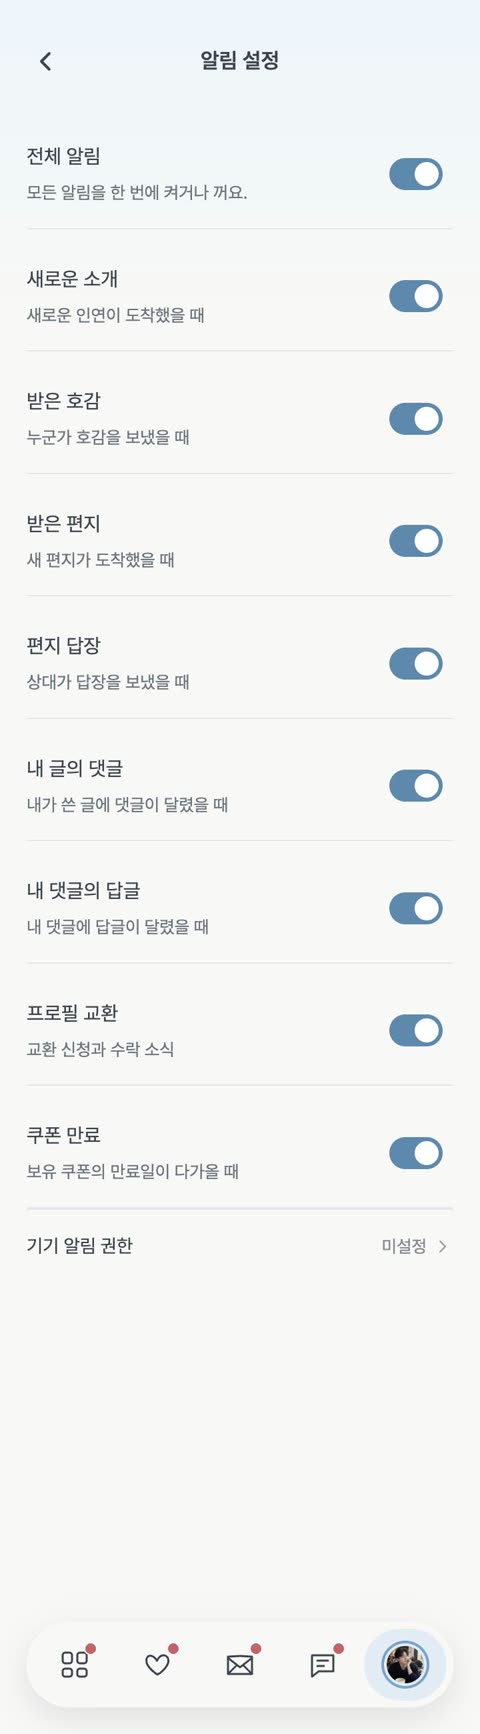 알림 설정
전체 알림
모든 알림을 한 번에 켜거나 꺼요.
새로운 소개
새로운 인연이 도착했을 때
받은 호감
누군가 호감을 보냈을 때
받은 편지
새 편지가 도착했을 때
편지 답장
상대가 답장을 보냈을 때
내 글의 댓글
내가 쓴 글에 댓글이 달렸을 때
내 댓글의 답글
내 댓글에 답글이 달렸을 때
프로필 교환
교환 신청과 수락 소식
쿠폰 만료
보유 쿠폰의 만료일이 다가올 때
기기 알림 권한
미설정